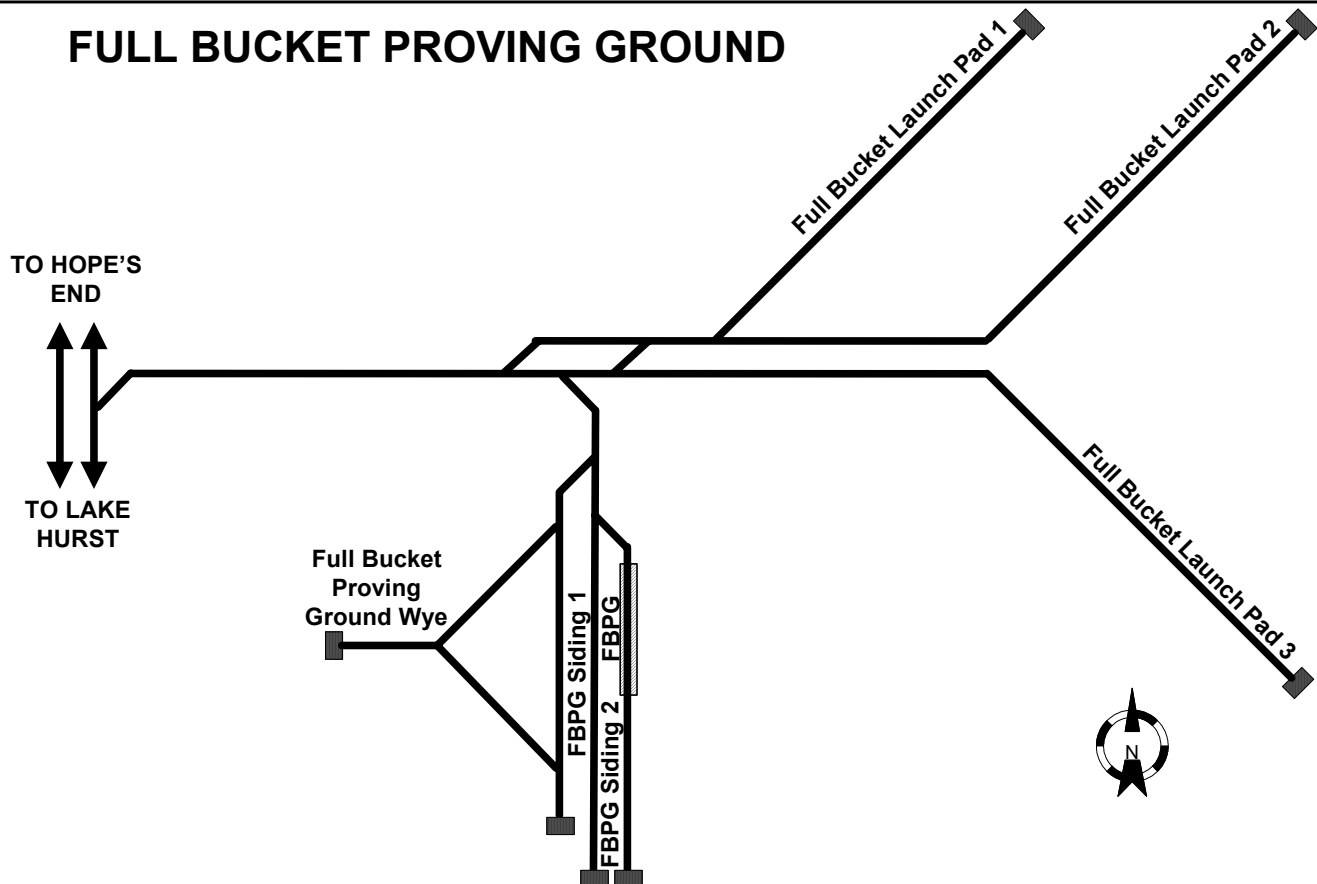 FULL BUCKET PROVING GROUND
Full Bucket Launch Pad 1
Full Bucket Launch Pad 2
TO HOPE'S
END
TO LAKE
HURST
Full Bucket
Proving
Ground Wye
FBPG Siding 1
FBPG
FBPG Siding 2
Full Bucket Launch Pad 3
N